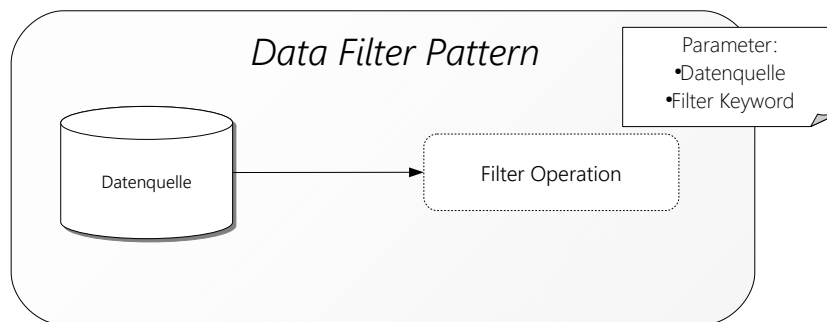 Data Filter Pattern
Parameter:
•Datenquelle
•Filter Keyword
Datenquelle
Filter Operation